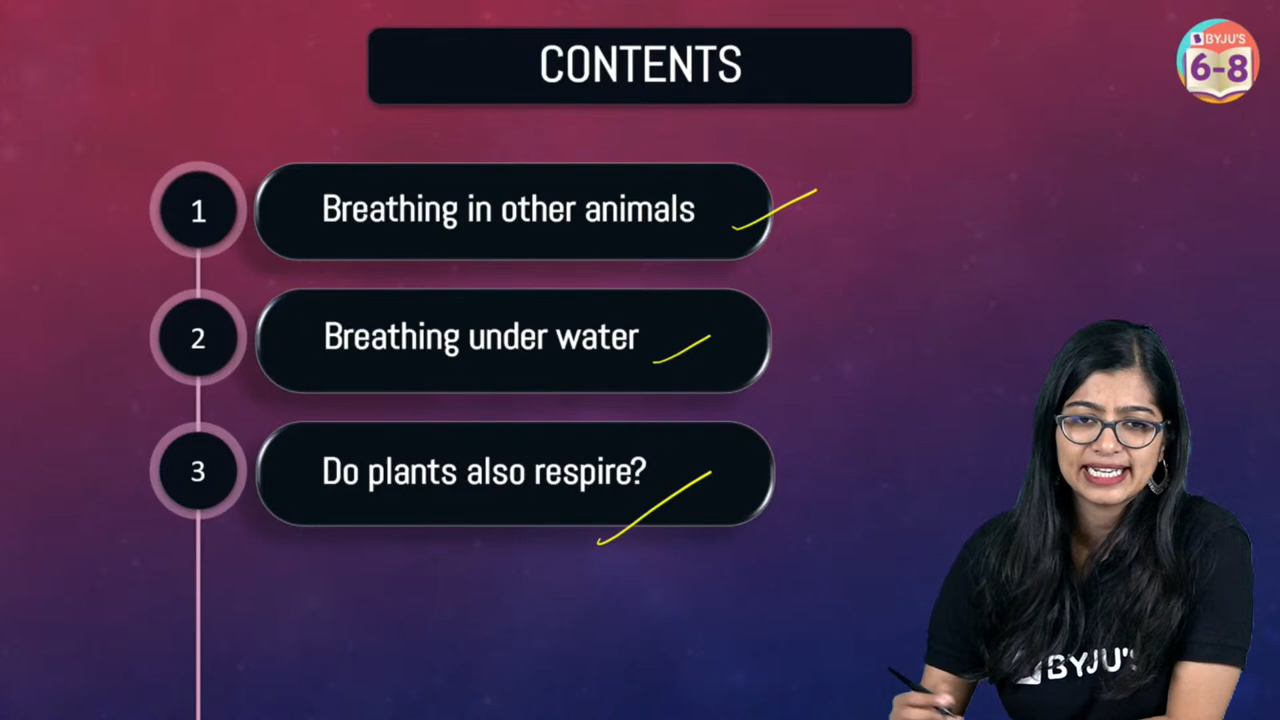 CONTENTS
BYJU'S
6-8
1
Breathing in other animals
2
Breathing under water
3
Do plants also respire?
BYJU'S